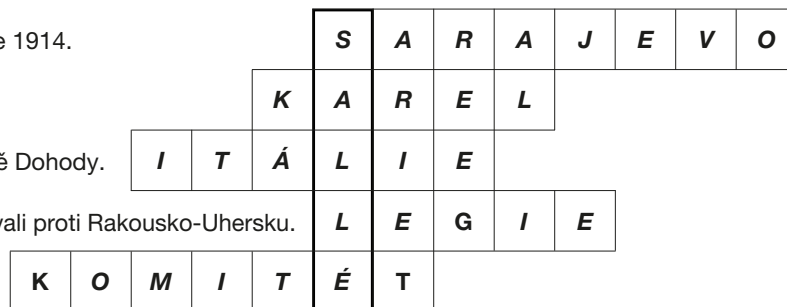 e 1914. S A R A J E V O
K A R E L
ě Dohody. I T Á L I E
vali proti Rakousko-Uhersku. L E G I E
K O M I T É T